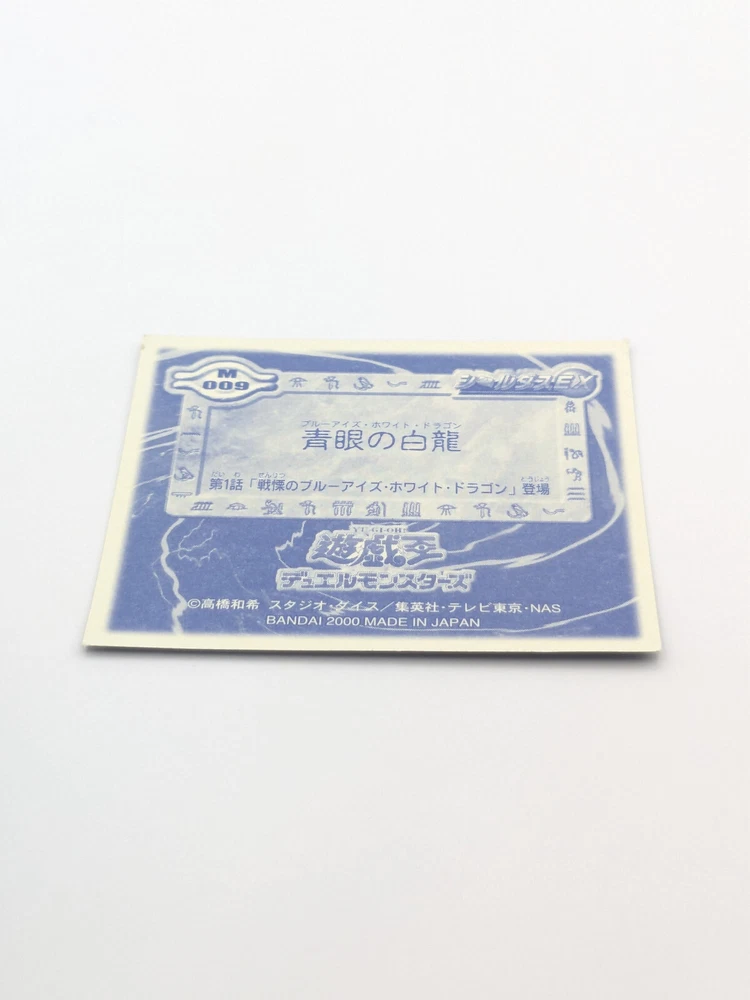 M
009
シールダスEX
ブルーアイズ・ホワイト・ドラゴン
青眼の白龍
だい わ せんりつ とうじょう
第1話「戦慄のブルーアイズ・ホワイト・ドラゴン」登場
YU-GI-OH!
遊戯王
デュエルモンスターズ
©高橋和希 スタジオ・ダイス/集英社・テレビ東京・NAS
BANDAI 2000 MADE IN JAPAN